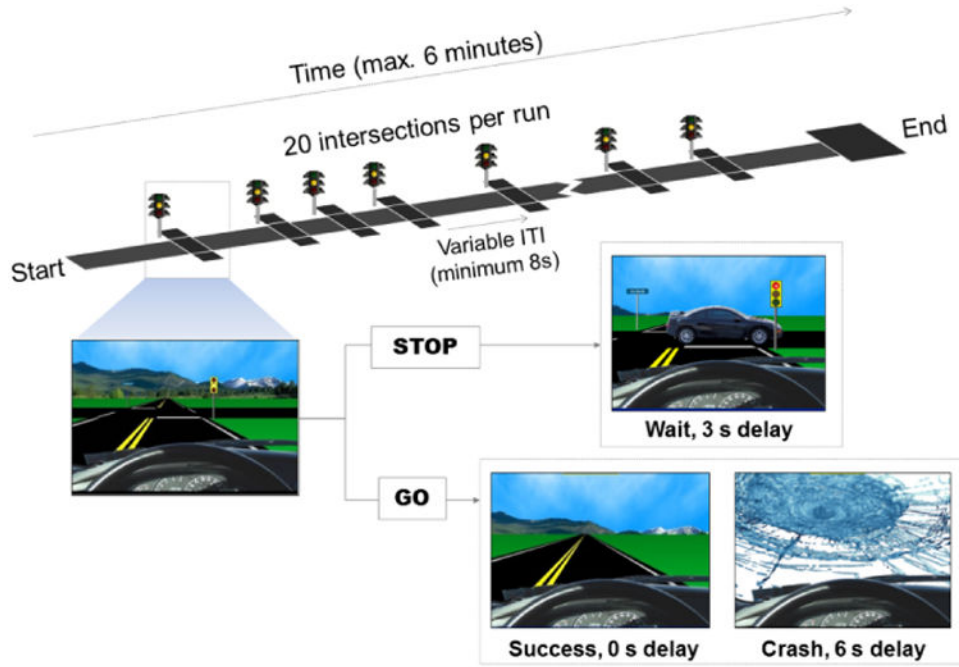 Time (max. 6 minutes)
20 intersections per run
End
Start
Variable ITI
(minimum 8s)
STOP
Wait, 3 s delay
GO
Success, 0 s delay
Crash, 6 s delay